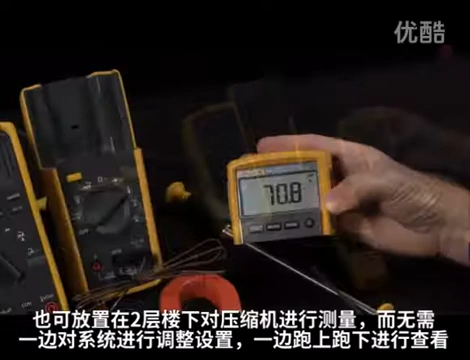 优酷
70.8
也可放置在2层楼下对压缩机进行测量，而无需
一边对系统进行调整设置，一边跑上跑下进行查看